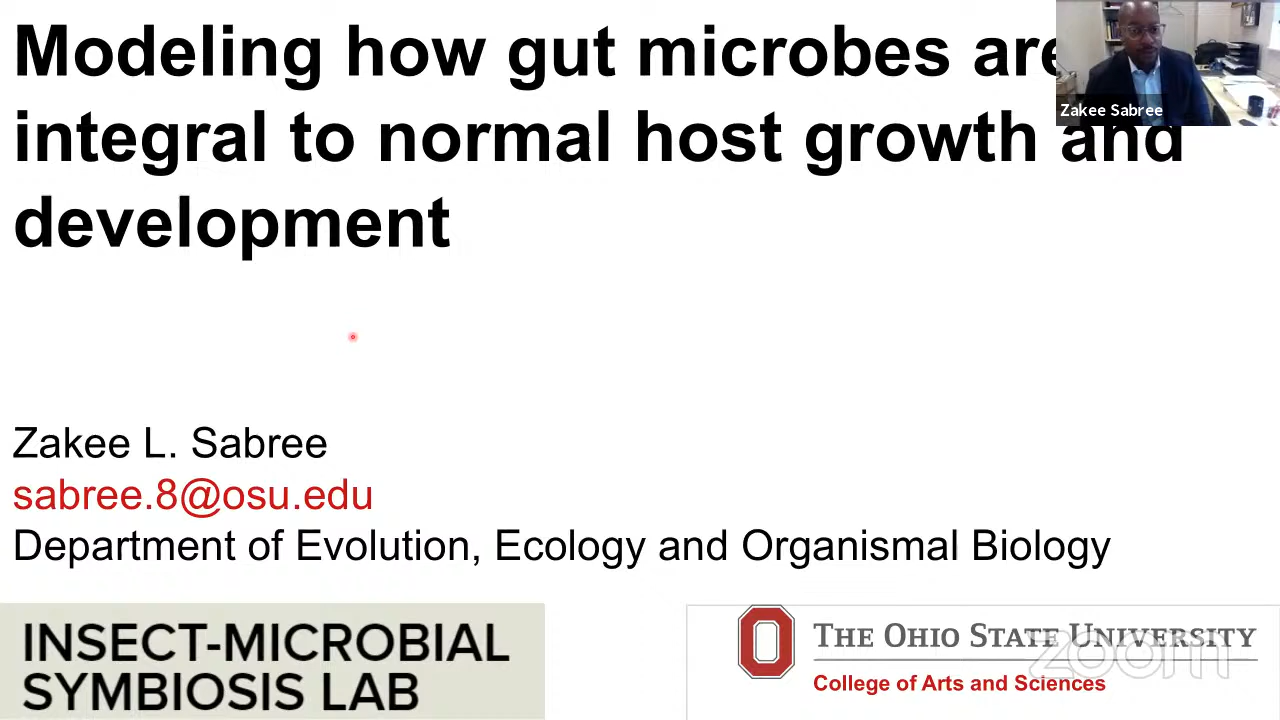 Modeling how gut microbes are
integral to normal host growth and
development
Zakee Sabree
Zakee L. Sabree
sabree.8@osu.edu
Department of Evolution, Ecology and Organismal Biology
INSECT-MICROBIAL
SYMBIOSIS LAB
THE OHIO STATE UNIVERSITY
College of Arts and Sciences
zoom